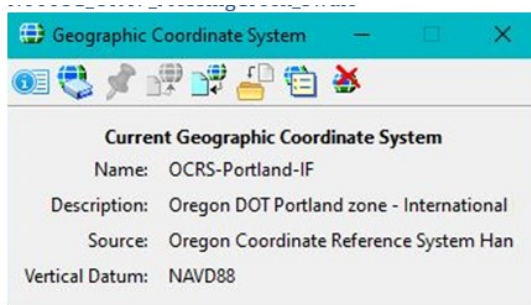 Geographic Coordinate System
Current Geographic Coordinate System
Name: OCRS-Portland-IF
Description: Oregon DOT Portland zone - International
Source: Oregon Coordinate Reference System Han
Vertical Datum: NAVD88